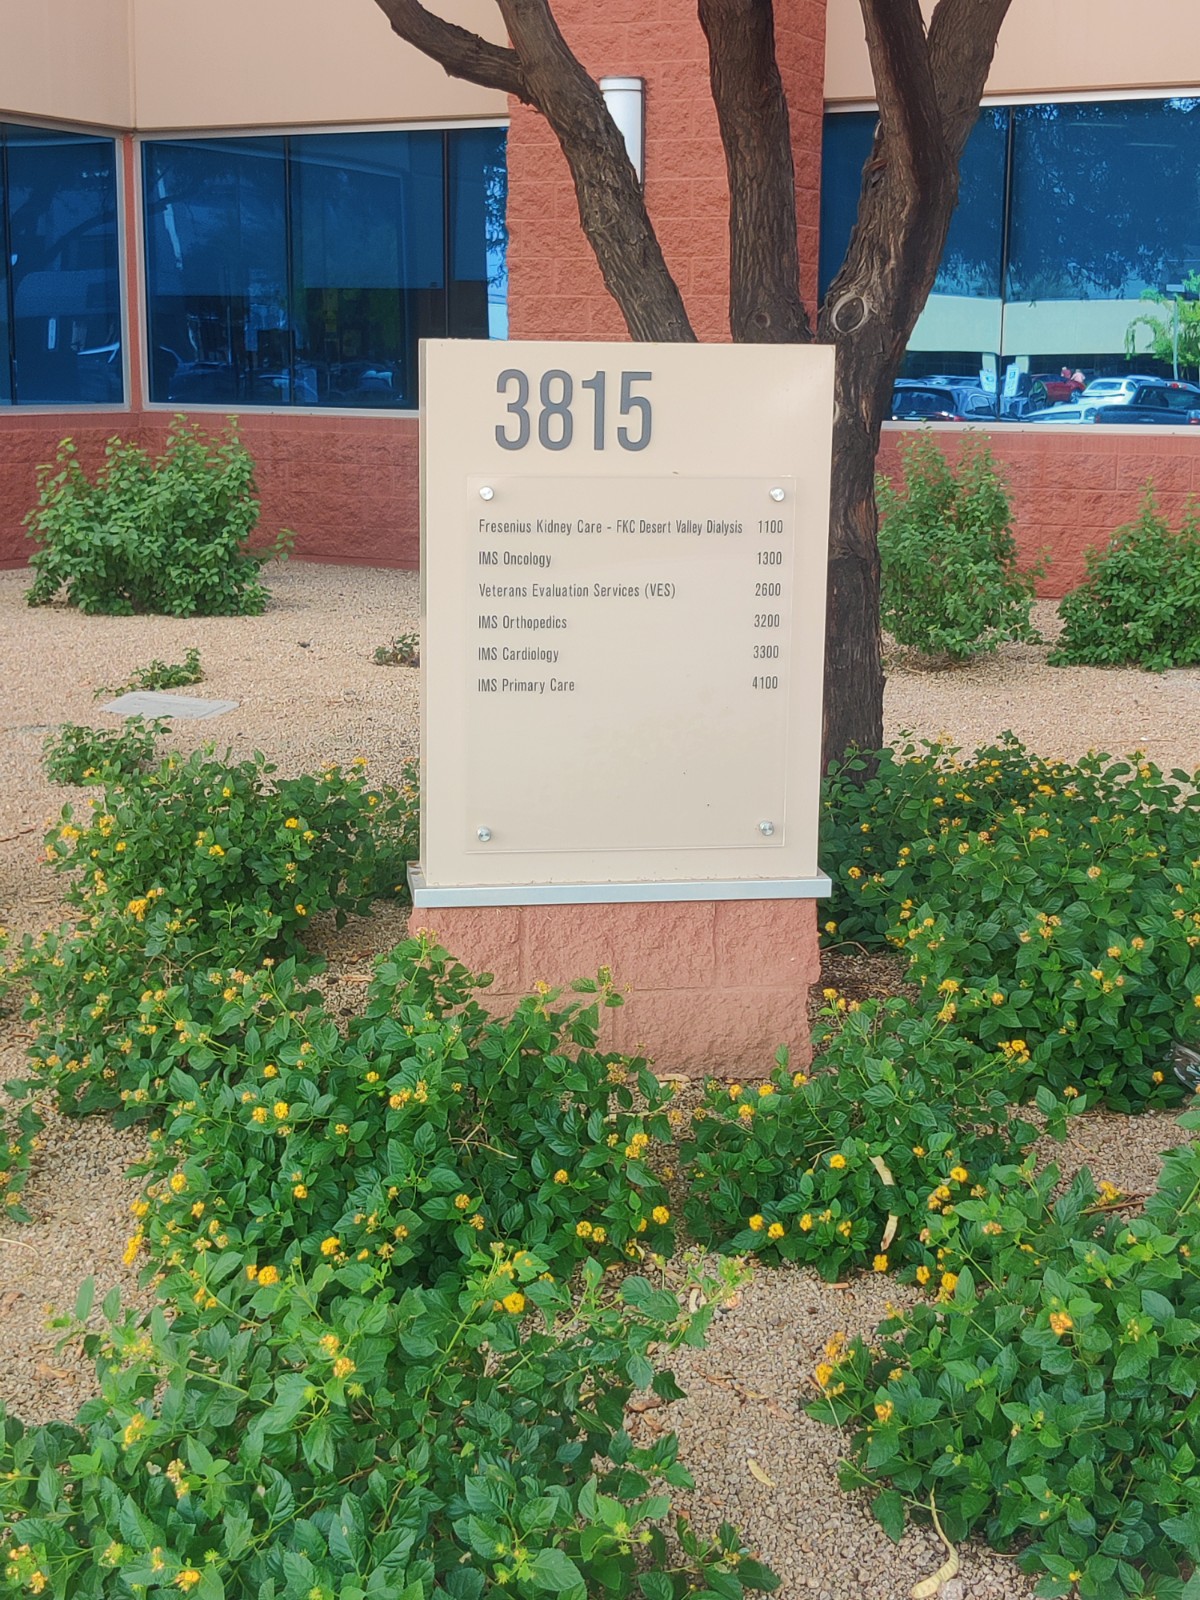 3815
Fresenius Kidney Care - FKC Desert Valley Dialysis 1100
IMS Oncology 1300
Veterans Evaluation Services (VES) 2600
IMS Orthopedics 3200
IMS Cardiology 3300
IMS Primary Care 4100